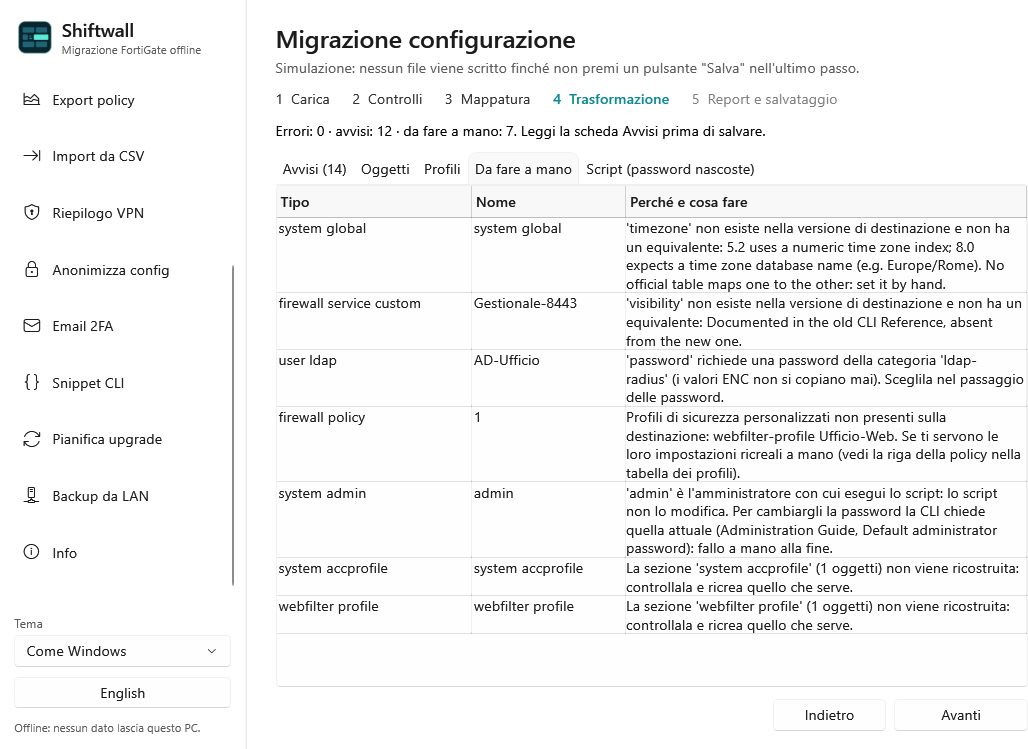 Shiftwall
Migrazione FortiGate offline
Export policy
Import da CSV
Riepilogo VPN
Anonimizza config
Email 2FA
Snippet CLI
Pianifica upgrade
Backup da LAN
Info
Tema
Come Windows
English
Offline: nessun dato lascia questo PC.
Migrazione configurazione
Simulazione: nessun file viene scritto finché non premi un pulsante "Salva" nell'ultimo passo.
1 Carica 2 Controlli 3 Mappatura 4 Trasformazione 5 Report e salvataggio
Errori: 0 · avvisi: 12 · da fare a mano: 7. Leggi la scheda Avvisi prima di salvare.
Avvisi (14) Oggetti Profili Da fare a mano Script (password nascoste)
Tipo Nome Perché e cosa fare
system global system global 'timezone' non esiste nella versione di destinazione e non ha
un equivalente: 5.2 uses a numeric time zone index; 8.0
expects a time zone database name (e.g. Europe/Rome). No
official table maps one to the other: set it by hand.
firewall service custom Gestionale-8443 'visibility' non esiste nella versione di destinazione e non ha un
equivalente: Documented in the old CLI Reference, absent
from the new one.
user ldap AD-Ufficio 'password' richiede una password della categoria 'ldap-
radius' (i valori ENC non si copiano mai). Sceglila nel passaggio
delle password.
firewall policy 1 Profili di sicurezza personalizzati non presenti sulla
destinazione: webfilter-profile Ufficio-Web. Se ti servono le
loro impostazioni ricreali a mano (vedi la riga della policy nella
tabella dei profili).
system admin admin 'admin' è l'amministratore con cui esegui lo script: lo script
non lo modifica. Per cambiargli la password la CLI chiede
quella attuale (Administration Guide, Default administrator
password): fallo a mano alla fine.
system accprofile system accprofile La sezione 'system accprofile' (1 oggetti) non viene ricostruita:
controllala e ricrea quello che serve.
webfilter profile webfilter profile La sezione 'webfilter profile' (1 oggetti) non viene ricostruita:
controllala e ricrea quello che serve.
Indietro Avanti